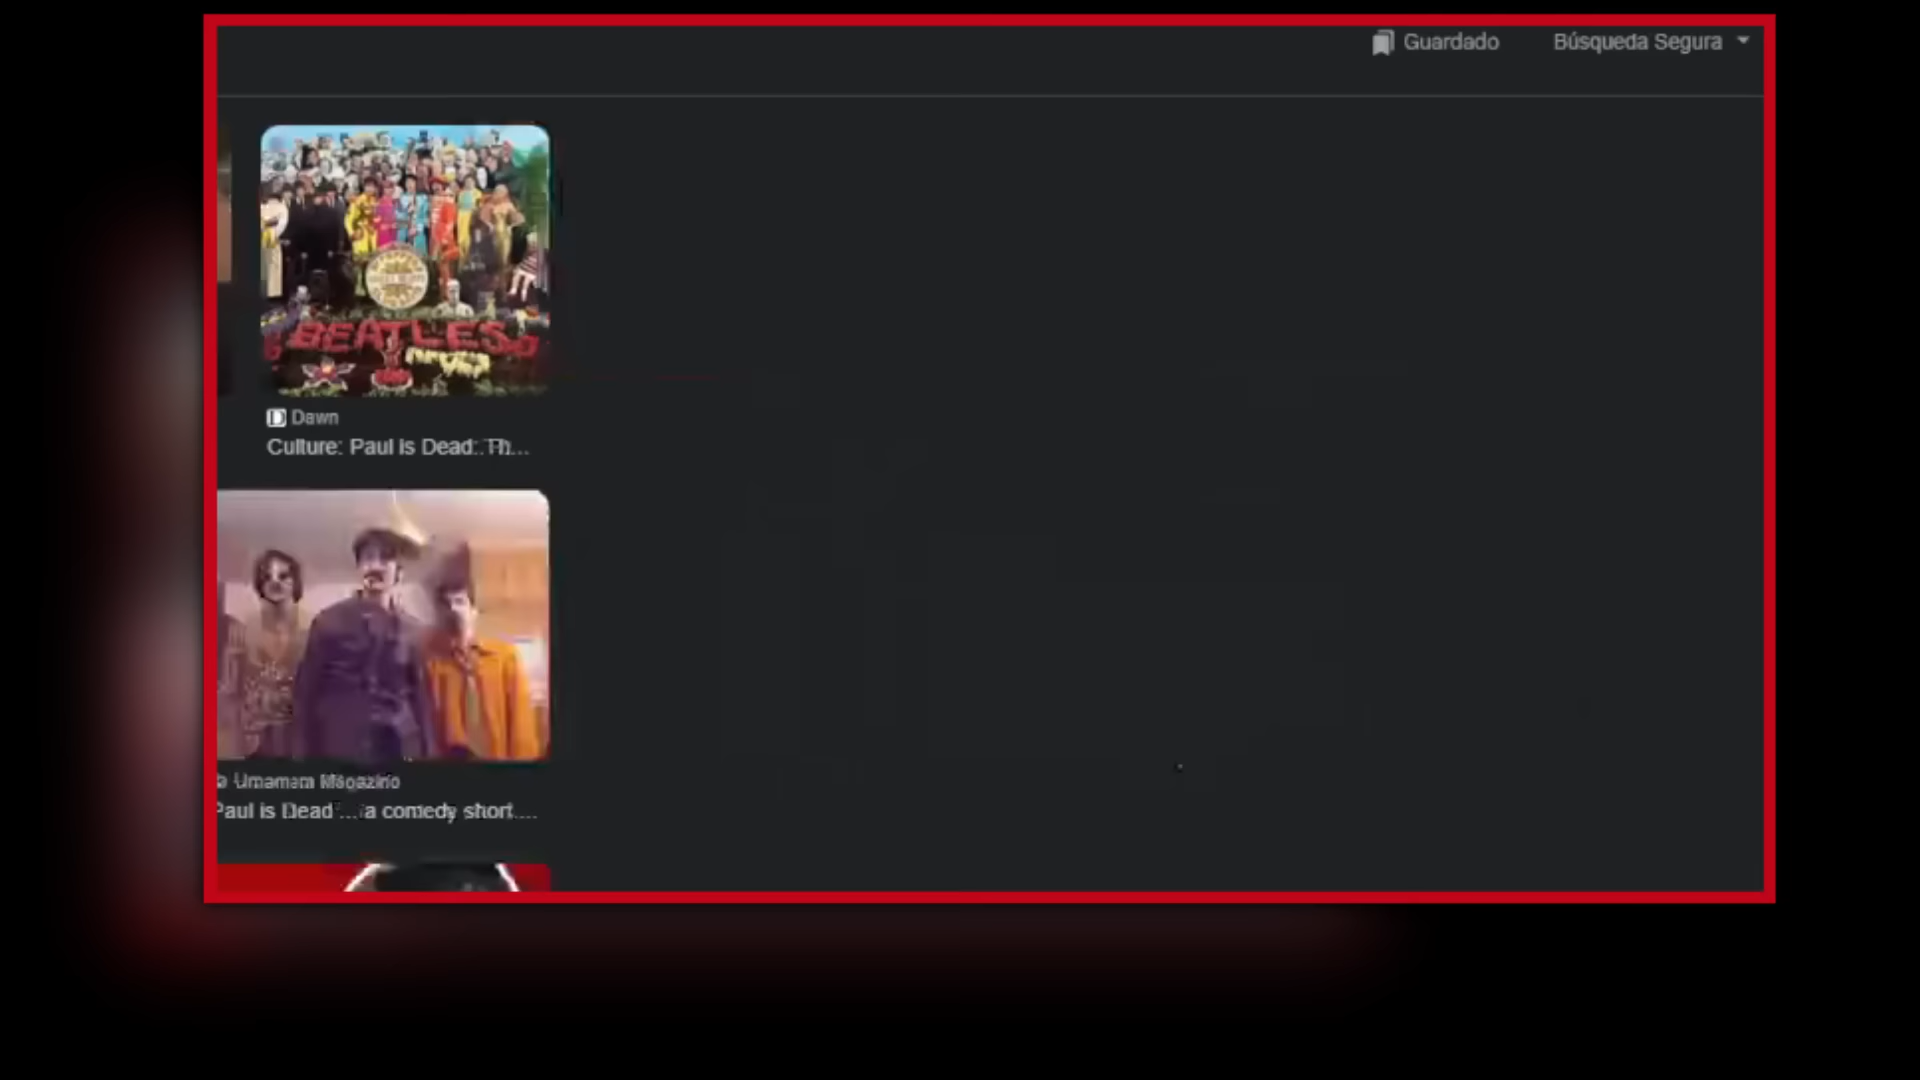 Guardado Búsqueda Segura
BEATLES
Dawn
Culture: Paul is Dead: Th...
Paul is Dead'... a comedy short....